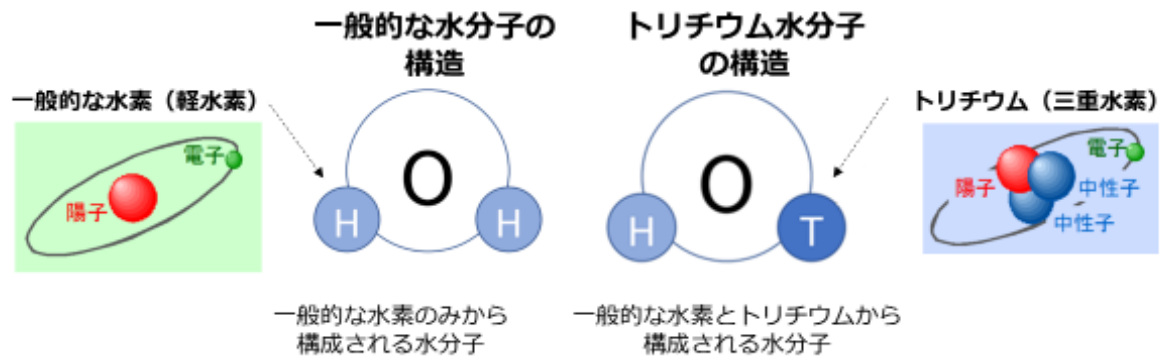 一般的な水分子の
構造
トリチウム水分子
の構造
一般的な水素（軽水素）
電子
陽子
O
H
H
O
H
T
トリチウム（三重水素）
電子
陽子
中性子
中性子
一般的な水素のみから
構成される水分子
一般的な水素とトリチウムから
構成される水分子